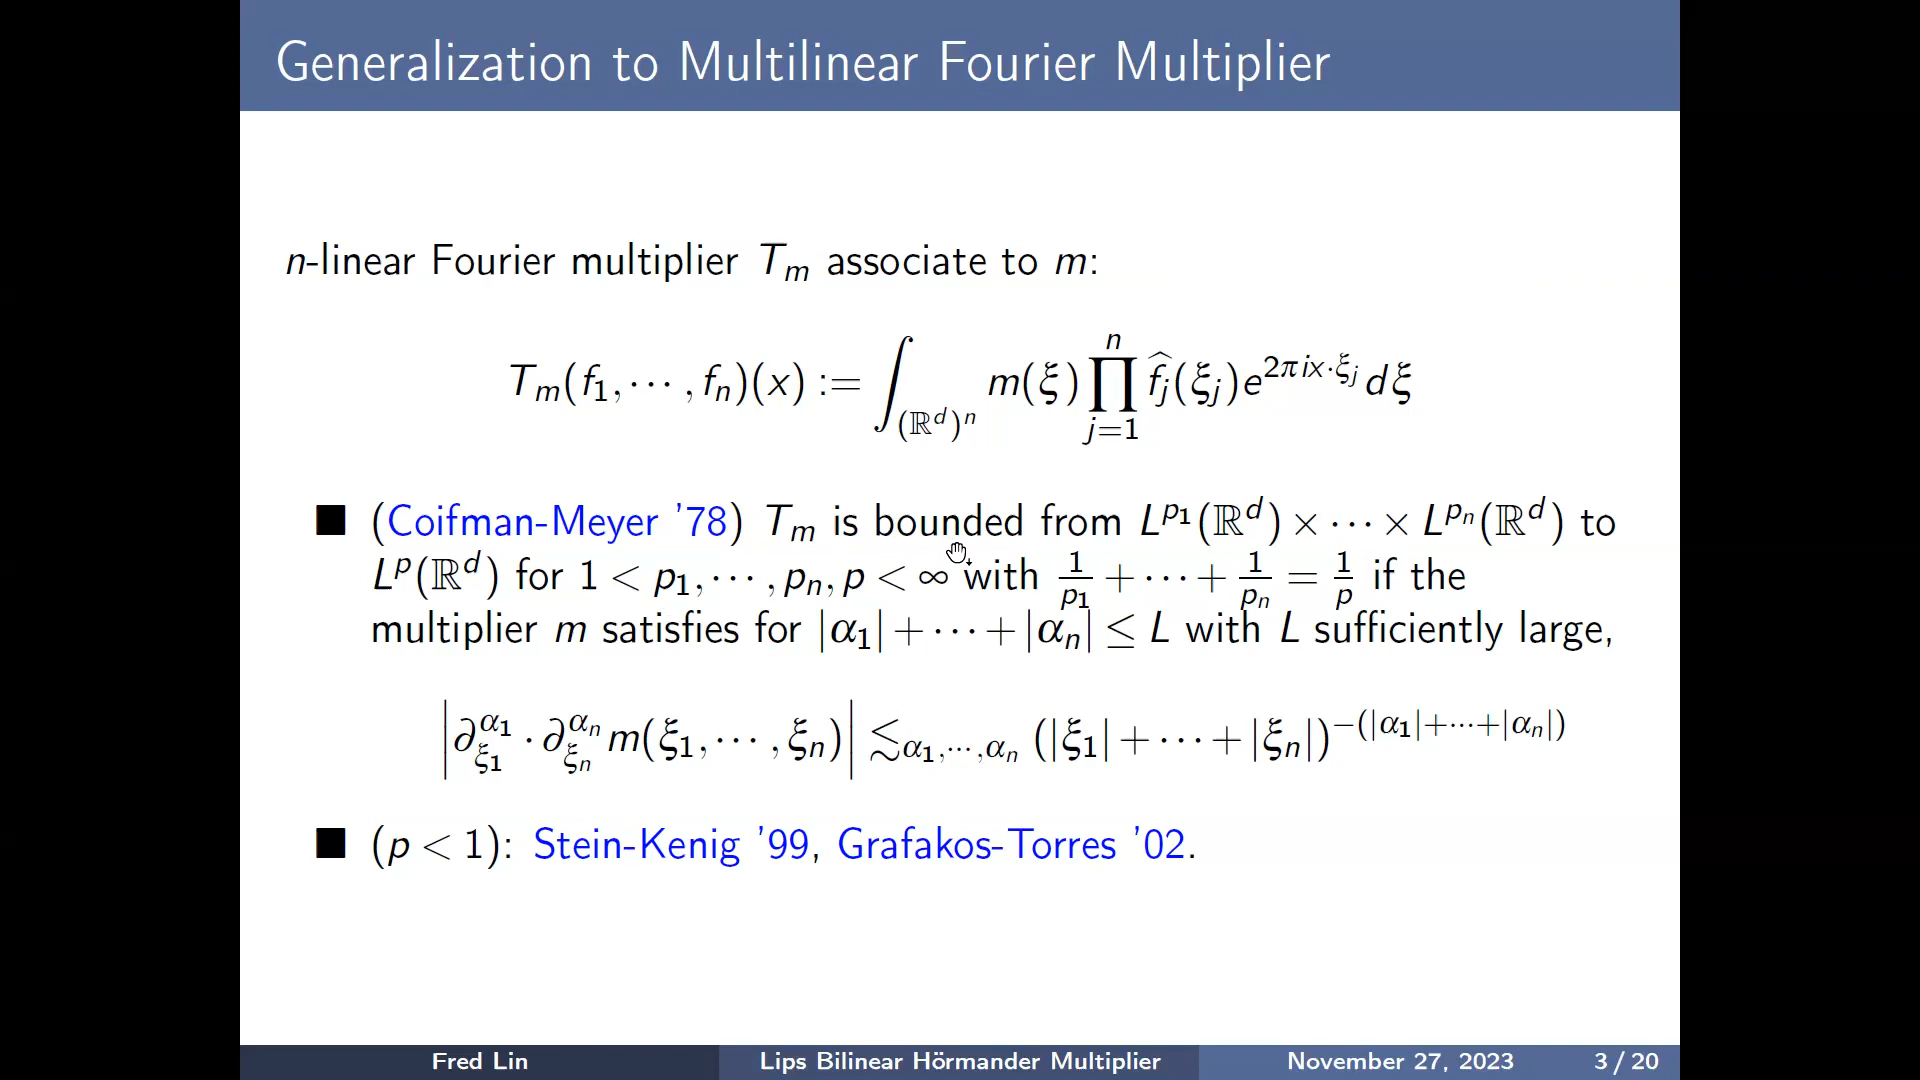 Generalization to Multilinear Fourier Multiplier
n-linear Fourier multiplier T_m associate to m:
T_m(f_1, ⋯ , f_n)(x) := ∫_{(ℝ^d)^n} m(ξ) ∏_{j=1}^{n} \widehat{f_j}(ξ_j) e^{2πix·ξ_j} dξ
■ (Coifman-Meyer ’78) T_m is bounded from L^{p_1}(ℝ^d) × ⋯ × L^{p_n}(ℝ^d) to
L^p(ℝ^d) for 1 < p_1, ⋯ , p_n, p < ∞ with \frac{1}{p_1} + ⋯ + \frac{1}{p_n} = \frac{1}{p} if the
multiplier m satisfies for |α_1| + ⋯ + |α_n| ≤ L with L sufficiently large,
|∂_{ξ_1}^{α_1} · ∂_{ξ_n}^{α_n} m(ξ_1, ⋯ , ξ_n)| ≲_{α_1,⋯,α_n} (|ξ_1| + ⋯ + |ξ_n|)^{−(|α_1|+⋯+|α_n|)}
■ (p < 1): Stein-Kenig ’99, Grafakos-Torres ’02.
Fred Lin Lips Bilinear Hörmander Multiplier November 27, 2023 3 / 20